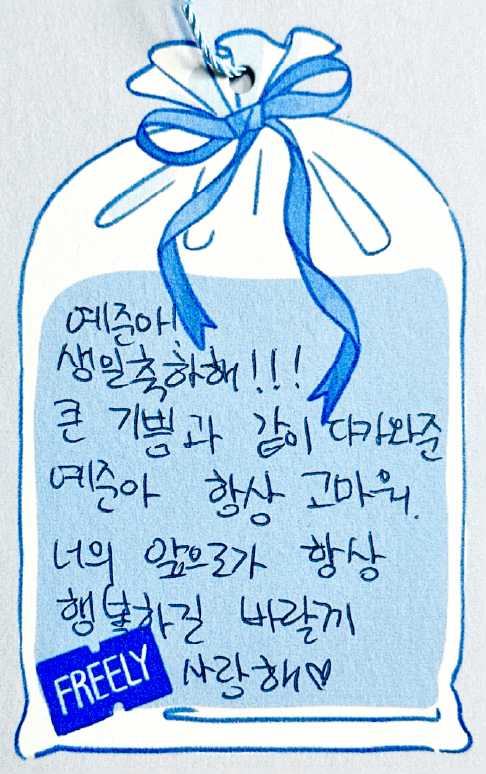 예준아!
생일축하해!!!
큰 기쁨과 같이 다가와준
예준아 항상 고마워.
너의 앞으로가 항상
행복하길 바랄끼
FREELY 사랑해♡